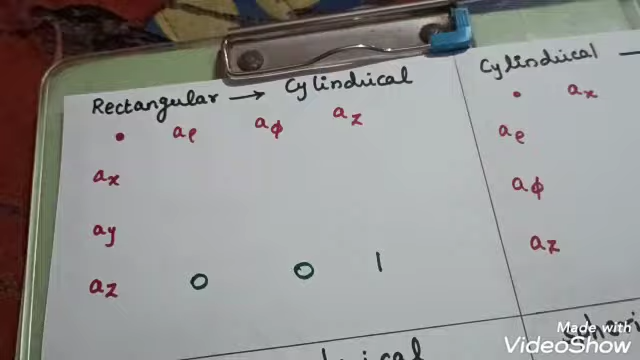 Rectangular → Cylindrical
• aρ aϕ az
ax
ay
az 0 0 1
Cylindrical →
• ax
aρ
aϕ
az
Made with
VideoShow